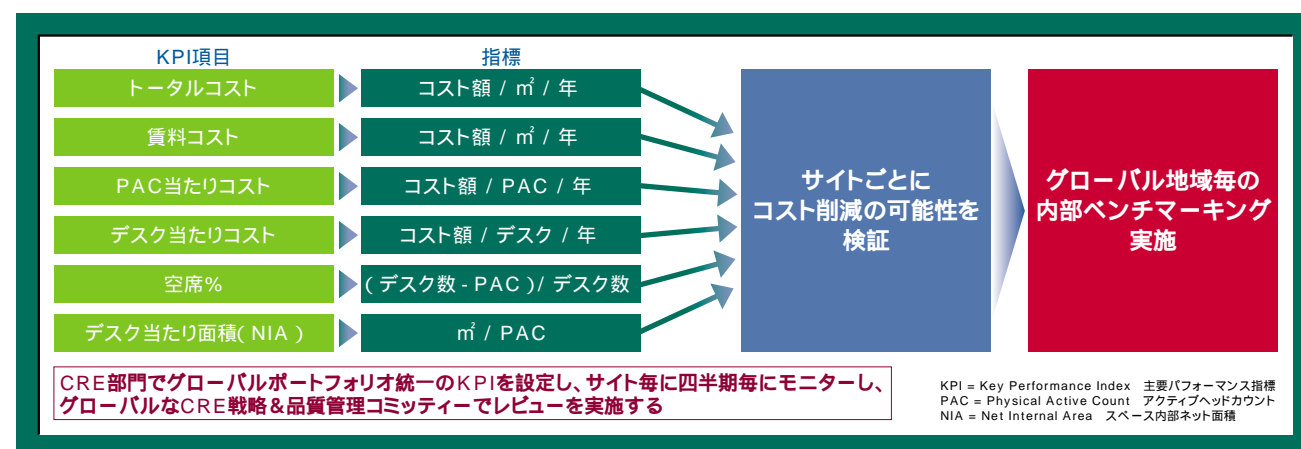 KPI項目 指標
トータルコスト コスト額 / ㎡ / 年
賃料コスト コスト額 / ㎡ / 年
PAC当たりコスト コスト額 / PAC / 年
デスク当たりコスト コスト額 / デスク / 年
空席% ( デスク数 - PAC ) / デスク数
デスク当たり面積( NIA ) ㎡ / PAC
サイトごとに
コスト削減の可能性を
検証
グローバル地域毎の
内部ベンチマーキング
実施
CRE部門でグローバルポートフォリオ統一のKPIを設定し、サイト毎に四半期毎にモニターし、
グローバルなCRE戦略&品質管理コミッティーでレビューを実施する
KPI = Key Performance Index 主要パフォーマンス指標
PAC = Physical Active Count アクティブヘッドカウント
NIA = Net Internal Area スペース内部ネット面積